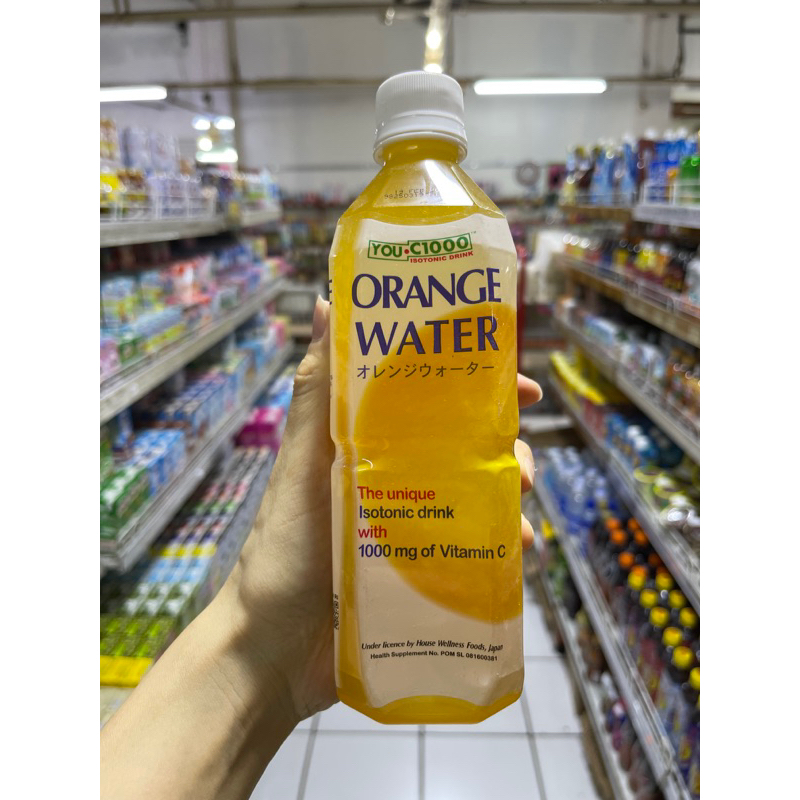 YOU•C1000™
ISOTONIC DRINK
ORANGE
WATER
オレンジウォーター
The unique
Isotonic drink
with
1000 mg of Vitamin C
Under licence by House Wellness Foods, Japan
Health Supplement No. POM SL 081600381